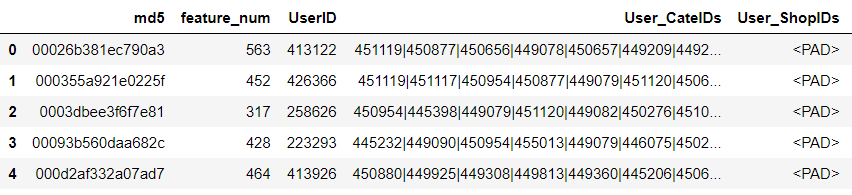 md5 feature_num UserID User_CateIDs User_ShopIDs
0 00026b381ec790a3 563 413122 451119|450877|450656|449078|450657|449209|4492... <PAD>
1 000355a921e0225f 452 426366 451119|451117|450954|450877|449079|451120|4506... <PAD>
2 0003dbee3f6f7e81 317 258626 450954|445398|449079|451120|449082|450276|4510... <PAD>
3 00093b560daa682c 428 223293 445232|449090|450954|455013|449079|446075|4502... <PAD>
4 000d2af332a07ad7 464 413926 450880|449925|449308|449813|449360|445206|4506... <PAD>